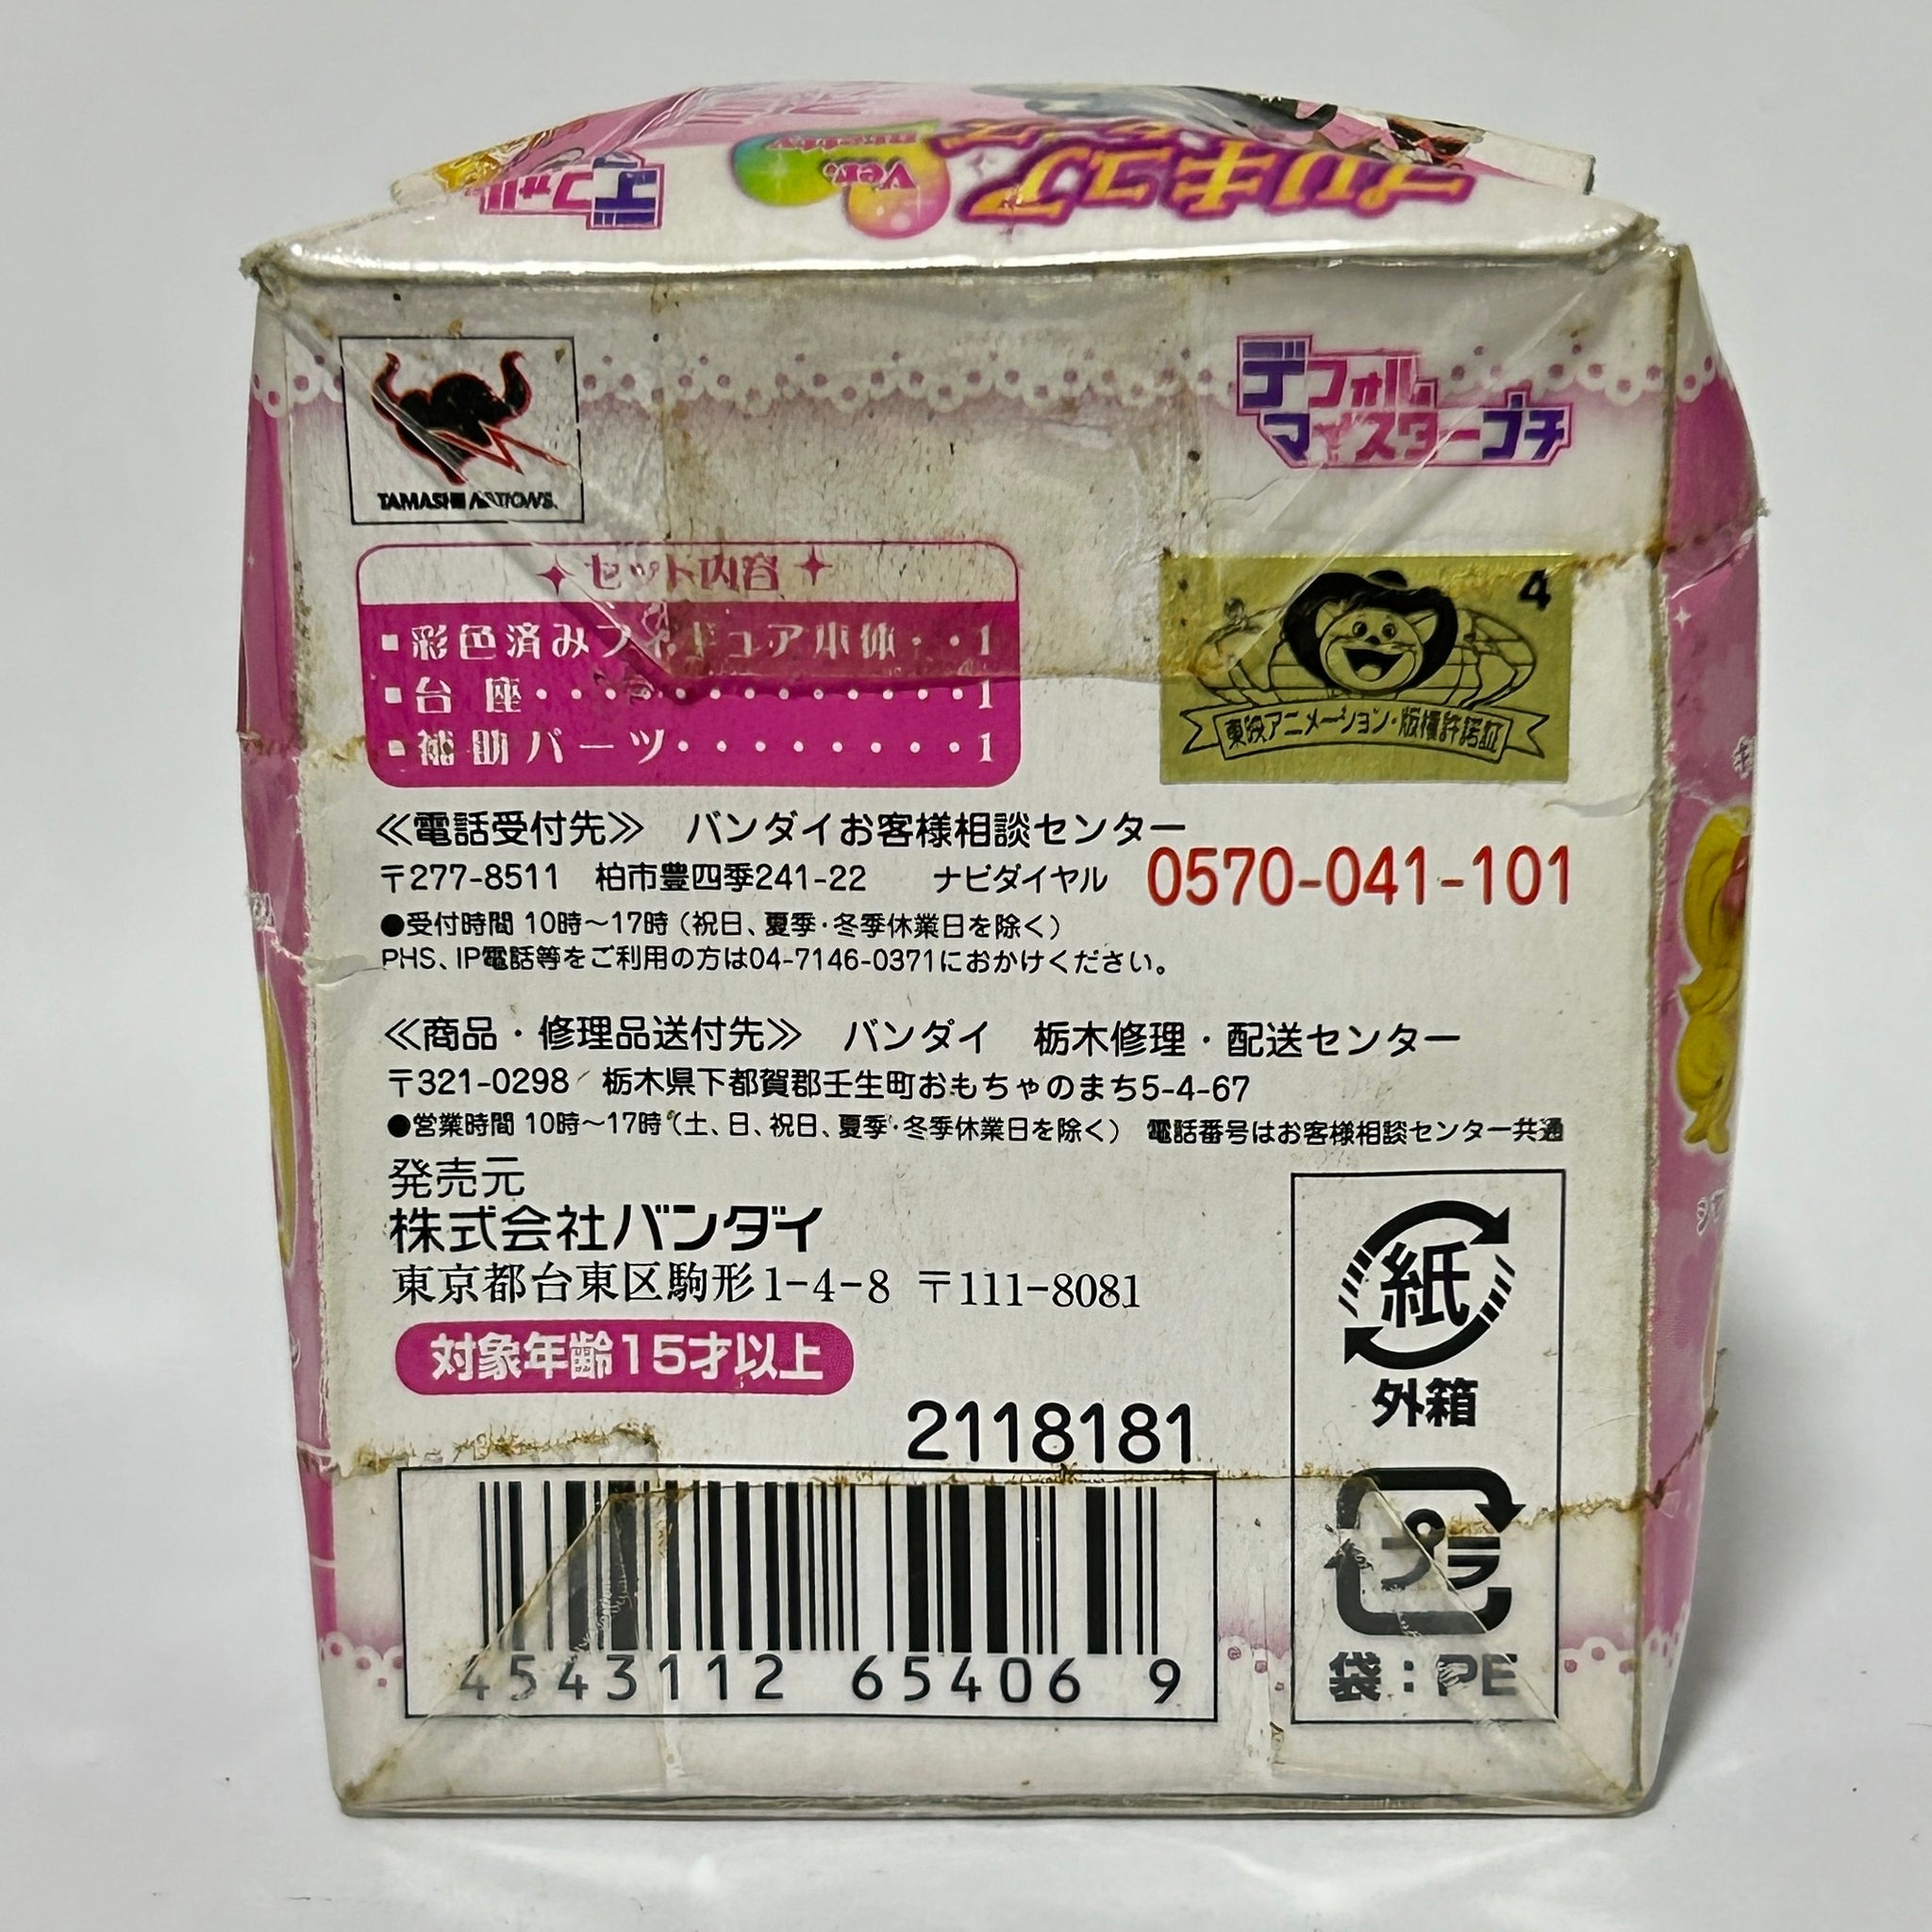 デフォル
Ver.
pretty
プリキュア
TAMASHII NATIONS
デフォル
マイスタープチ
セット内容
▪彩色済みフィギュア本体・・1
▪台 座・・・・・・・・・・・・・・1
▪補助パーツ・・・・・・・・・1
4
東映アニメーション・版権許諾証
≪電話受付先≫ バンダイお客様相談センター
〒277-8511 柏市豊四季241-22 ナビダイヤル 0570-041-101
●受付時間 10時〜17時（祝日、夏季・冬季休業日を除く）
PHS、IP電話等をご利用の方は04-7146-0371におかけください。
≪商品・修理品送付先≫ バンダイ 栃木修理・配送センター
〒321-0298 栃木県下都賀郡壬生町おもちゃのまち5-4-67
●営業時間 10時〜17時（土、日、祝日、夏季・冬季休業日を除く） 電話番号はお客様相談センター共通
発売元
株式会社バンダイ
東京都台東区駒形1-4-8 〒111-8081
対象年齢15才以上
2118181
4543112 65406 9
紙
外箱
プラ
袋：PE